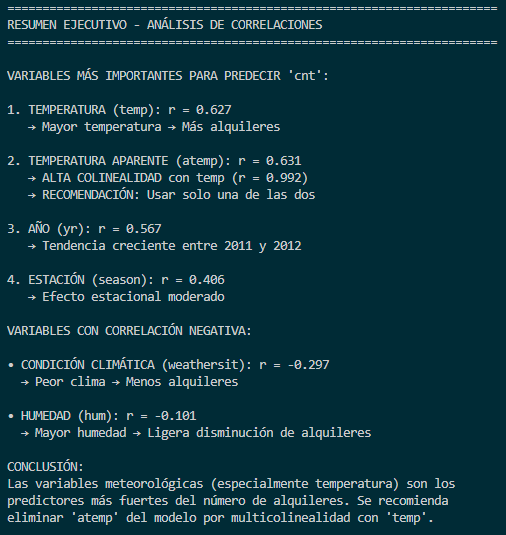 ======================================================================
RESUMEN EJECUTIVO - ANÁLISIS DE CORRELACIONES
======================================================================
VARIABLES MÁS IMPORTANTES PARA PREDECIR 'cnt':
1. TEMPERATURA (temp): r = 0.627
→ Mayor temperatura → Más alquileres
2. TEMPERATURA APARENTE (atemp): r = 0.631
→ ALTA COLINEALIDAD con temp (r = 0.992)
→ RECOMENDACIÓN: Usar solo una de las dos
3. AÑO (yr): r = 0.567
→ Tendencia creciente entre 2011 y 2012
4. ESTACIÓN (season): r = 0.406
→ Efecto estacional moderado
VARIABLES CON CORRELACIÓN NEGATIVA:
• CONDICIÓN CLIMÁTICA (weathersit): r = -0.297
→ Peor clima → Menos alquileres
• HUMEDAD (hum): r = -0.101
→ Mayor humedad → Ligera disminución de alquileres
CONCLUSIÓN:
Las variables meteorológicas (especialmente temperatura) son los
predictores más fuertes del número de alquileres. Se recomienda
eliminar 'atemp' del modelo por multicolinealidad con 'temp'.